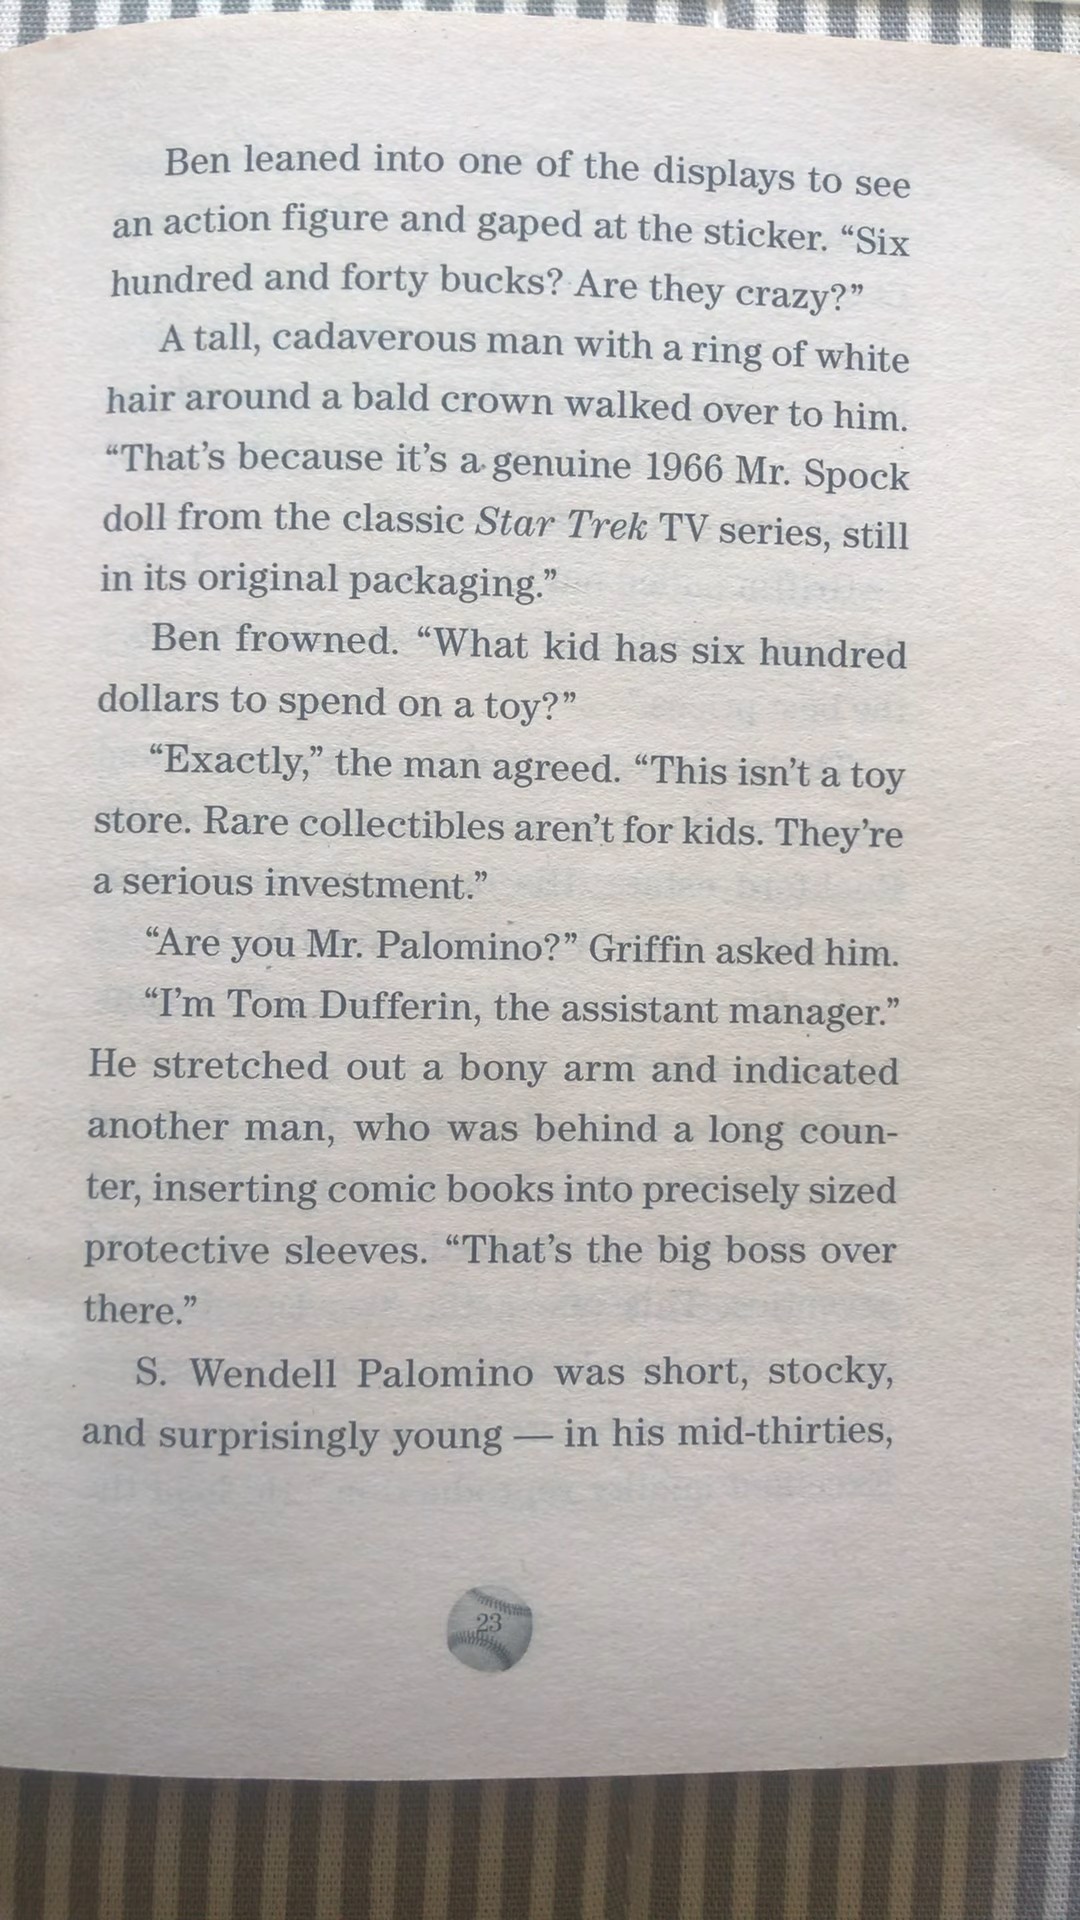 Ben leaned into one of the displays to see
an action figure and gaped at the sticker. “Six
hundred and forty bucks? Are they crazy?”
A tall, cadaverous man with a ring of white
hair around a bald crown walked over to him.
“That’s because it’s a genuine 1966 Mr. Spock
doll from the classic Star Trek TV series, still
in its original packaging.”
Ben frowned. “What kid has six hundred
dollars to spend on a toy?”
“Exactly,” the man agreed. “This isn’t a toy
store. Rare collectibles aren’t for kids. They’re
a serious investment.”
“Are you Mr. Palomino?” Griffin asked him.
“I’m Tom Dufferin, the assistant manager.”
He stretched out a bony arm and indicated
another man, who was behind a long coun-
ter, inserting comic books into precisely sized
protective sleeves. “That’s the big boss over
there.”
S. Wendell Palomino was short, stocky,
and surprisingly young — in his mid-thirties,
23